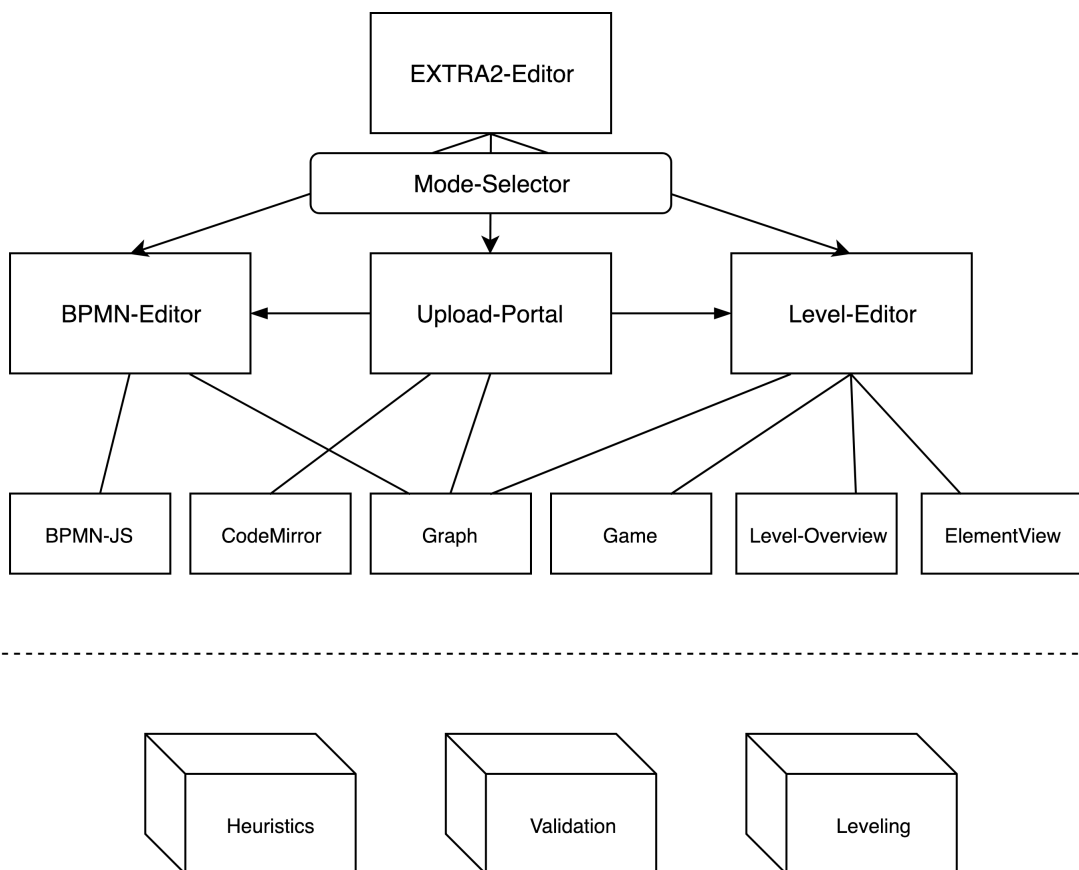 EXTRA2-Editor
Mode-Selector
BPMN-Editor
Upload-Portal
Level-Editor
BPMN-JS
CodeMirror
Graph
Game
Level-Overview
ElementView
Heuristics
Validation
Leveling